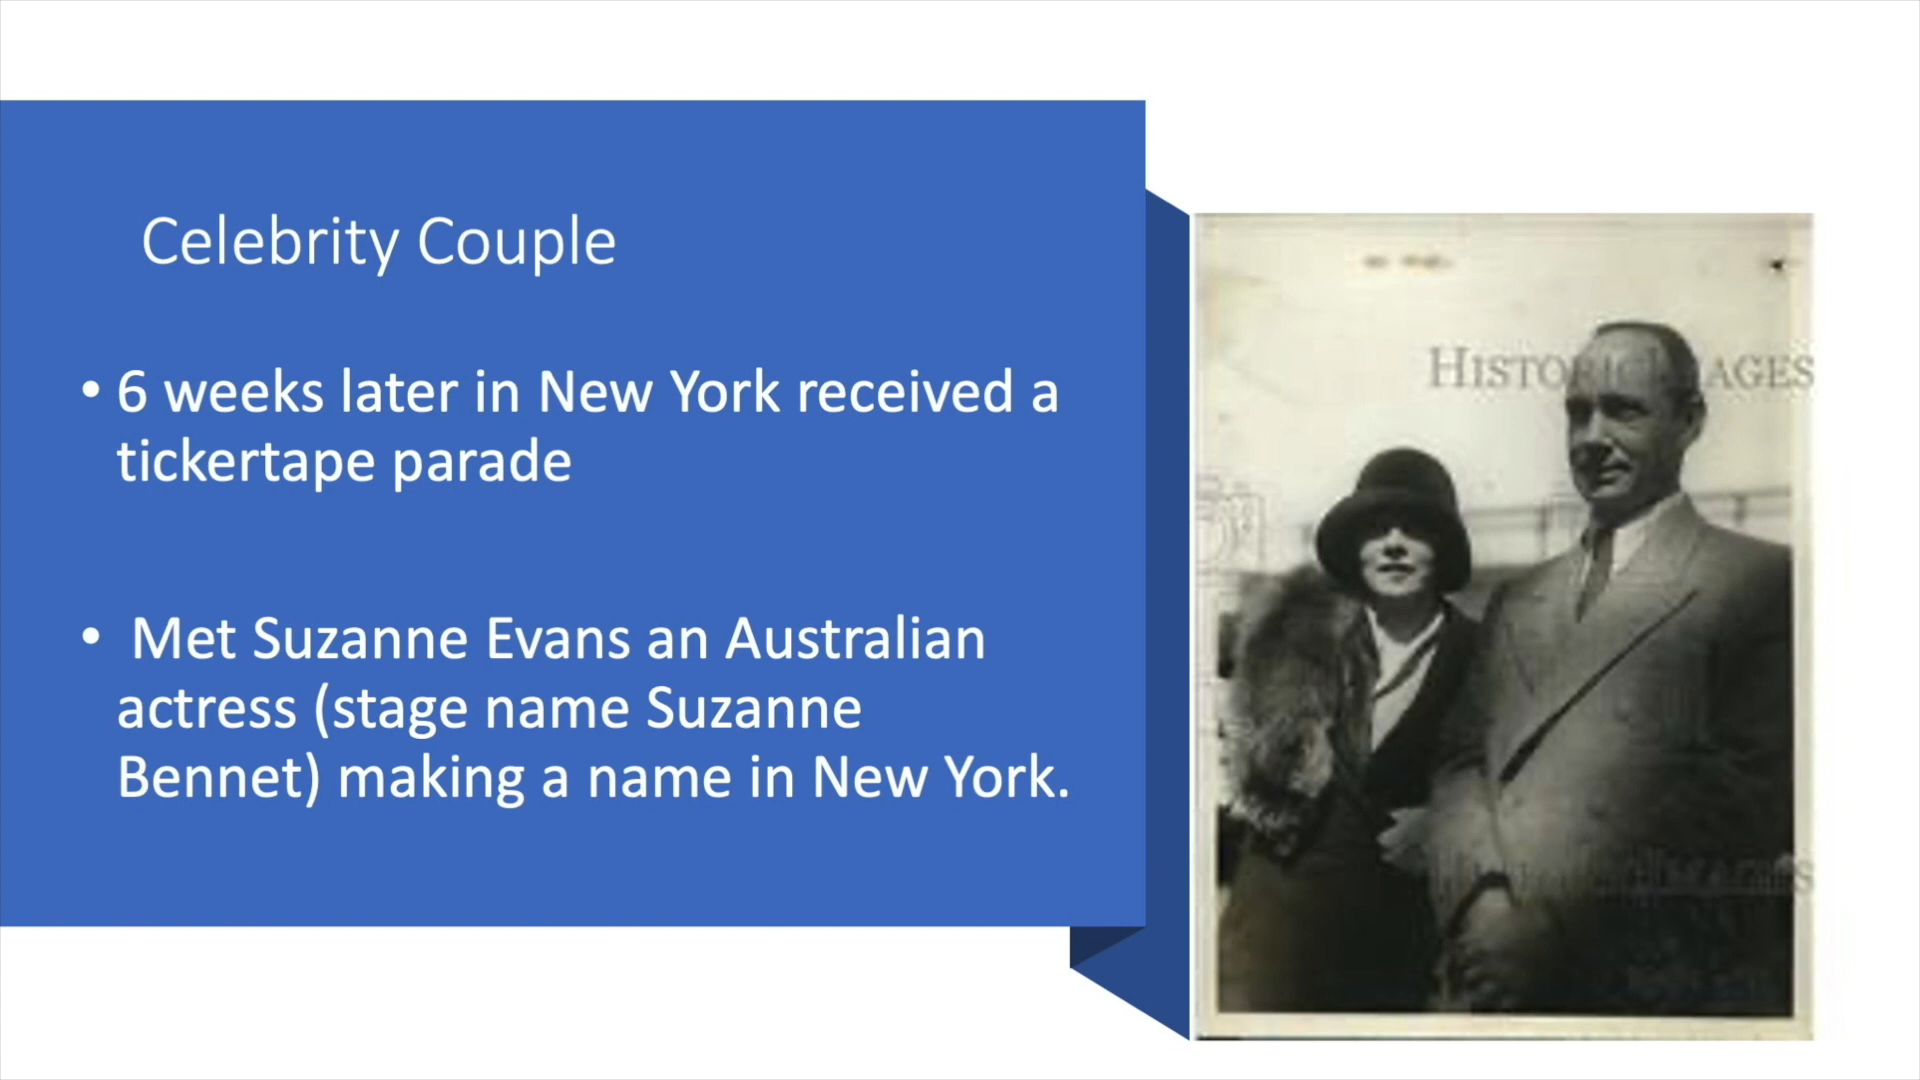 Celebrity Couple
• 6 weeks later in New York received a
tickertape parade
• Met Suzanne Evans an Australian
actress (stage name Suzanne
Bennet) making a name in New York.